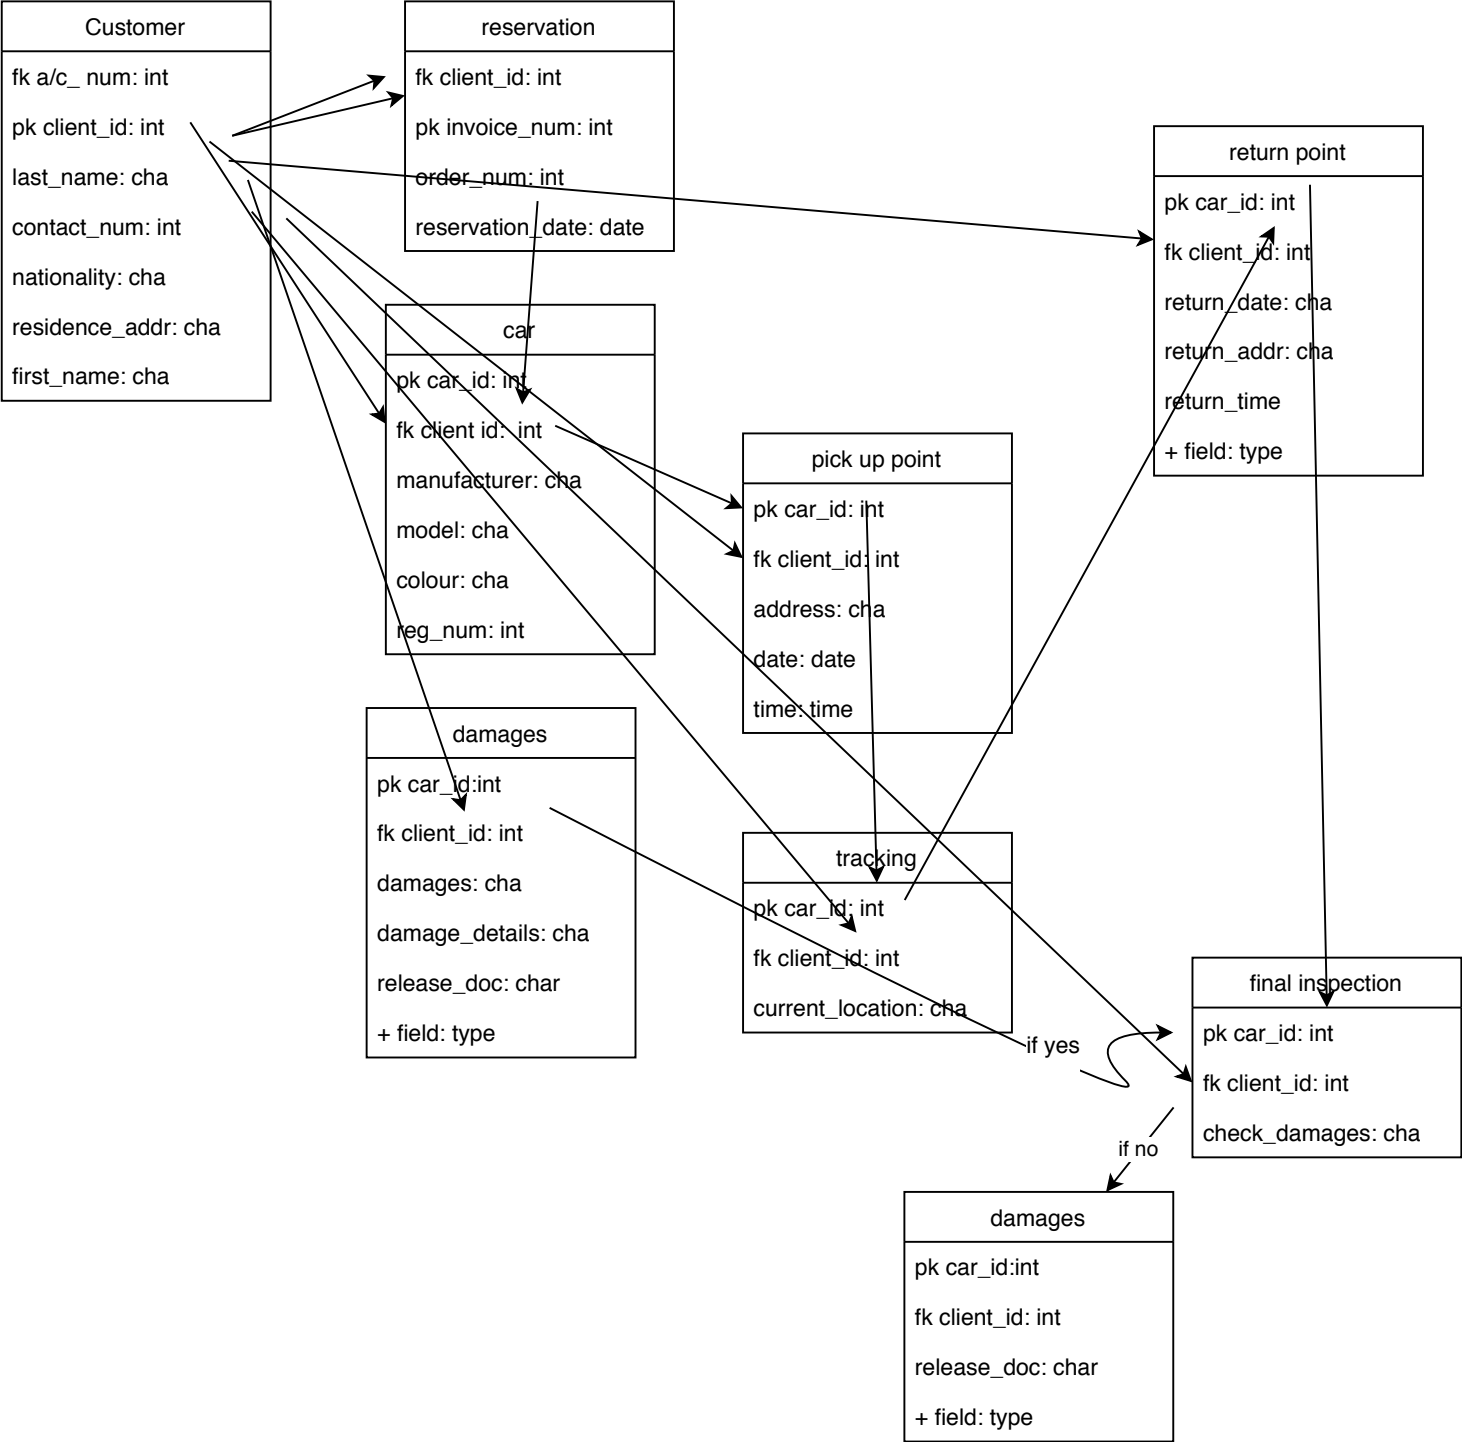 Customer
fk a/c_ num: int
pk client_id: int
last_name: cha
contact_num: int
nationality: cha
residence_addr: cha
first_name: cha
reservation
fk client_id: int
pk invoice_num: int
order_num: int
reservation_date: date
return point
pk car_id: int
fk client_id: int
return_date: cha
return_addr: cha
return_time
+ field: type
car
pk car_id: int
fk client id:  int
manufacturer: cha
model: cha
colour: cha
reg_num: int
pick up point
pk car_id: int
fk client_id: int
address: cha
date: date
time: time
damages
pk car_id:int
fk client_id: int
damages: cha
damage_details: cha
release_doc: char
+ field: type
tracking
pk car_id: int
fk client_id: int
current_location: cha
if yes
final inspection
pk car_id: int
fk client_id: int
check_damages: cha
if no
damages
pk car_id:int
fk client_id: int
release_doc: char
+ field: type